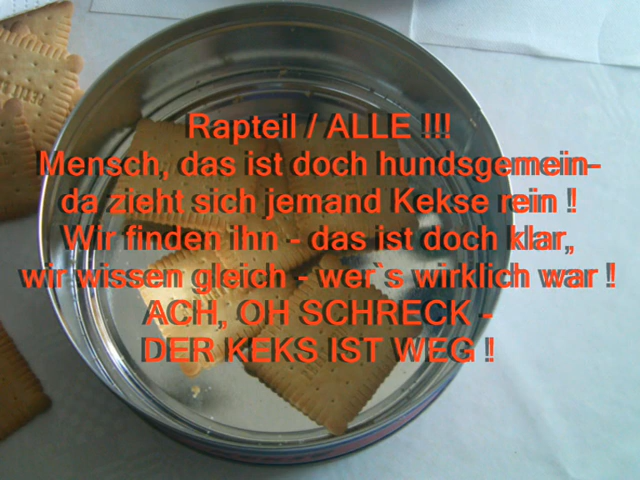 Rapteil / ALLE !!!
Mensch, das ist doch hundsgemein-
da zieht sich jemand Kekse rein !
Wir finden ihn - das ist doch klar,
wir wissen gleich - wer`s wirklich war !
ACH, OH SCHRECK -
DER KEKS IST WEG !